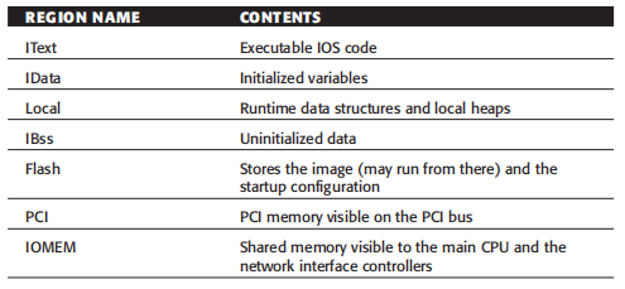 REGION NAME CONTENTS
IText Executable IOS code
IData Initialized variables
Local Runtime data structures and local heaps
IBss Uninitialized data
Flash Stores the image (may run from there) and the
startup configuration
PCI PCI memory visible on the PCI bus
IOMEM Shared memory visible to the main CPU and the
network interface controllers